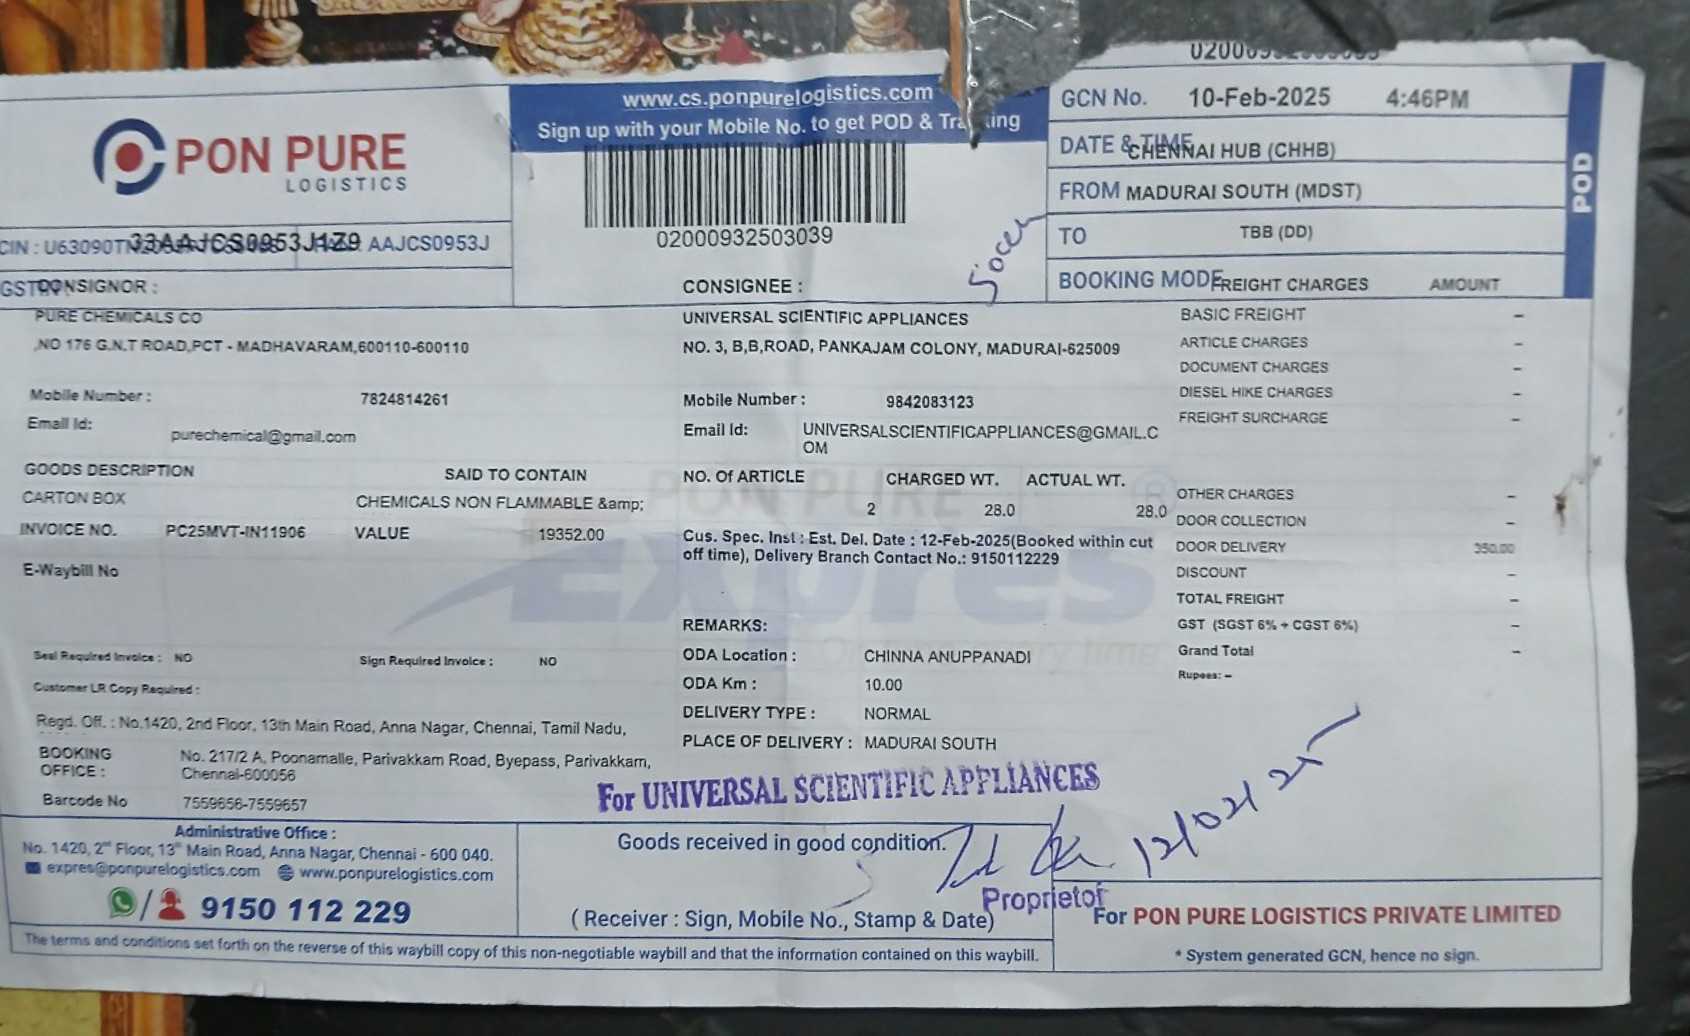 www.cs.ponpurelogistics.com
Sign up with your Mobile No. to get POD & Tracking
PON PURE
LOGISTICS
GCN No. 10-Feb-2025 4:46PM
DATE & TIME CHENNAI HUB (CHHB)
FROM MADURAI SOUTH (MDST)
TO TBB (DD)
BOOKING MODE
POD
02000932503039
33AAJCS0953J1Z9
AAJCS0953J
CONSIGNOR :
CONSIGNEE :
FREIGHT CHARGES AMOUNT
PURE CHEMICALS CO
,NO 176 G.N.T ROAD,PCT - MADHAVARAM,600110-600110
Mobile Number : 7824814261
Email Id: purechemical@gmail.com
UNIVERSAL SCIENTIFIC APPLIANCES
NO. 3, B,B,ROAD, PANKAJAM COLONY, MADURAI-625009
Mobile Number : 9842083123
Email Id: UNIVERSALSCIENTIFICAPPLIANCES@GMAIL.C
OM
BASIC FREIGHT –
ARTICLE CHARGES –
DOCUMENT CHARGES –
DIESEL HIKE CHARGES –
FREIGHT SURCHARGE –
OTHER CHARGES –
DOOR COLLECTION –
DOOR DELIVERY 350.00
DISCOUNT –
TOTAL FREIGHT –
GST (SGST 6% + CGST 6%) –
Grand Total –
Rupees: –
GOODS DESCRIPTION SAID TO CONTAIN
CARTON BOX CHEMICALS NON FLAMMABLE &amp;
NO. Of ARTICLE CHARGED WT. ACTUAL WT.
2 28.0 28.0
INVOICE NO. PC25MVT-IN11906 VALUE 19352.00
E-Waybill No
Cus. Spec. Inst : Est. Del. Date : 12-Feb-2025(Booked within cut
off time), Delivery Branch Contact No.: 9150112229
PON PURE
expres
REMARKS:
ODA Location : CHINNA ANUPPANADI
ODA Km : 10.00
DELIVERY TYPE : NORMAL
PLACE OF DELIVERY : MADURAI SOUTH
Seal Required Invoice : NO Sign Required Invoice : NO
Customer LR Copy Required :
Regd. Off. : No.1420, 2nd Floor, 13th Main Road, Anna Nagar, Chennai, Tamil Nadu,
BOOKING
OFFICE :
No. 217/2 A, Poonamalle, Parivakkam Road, Byepass, Parivakkam,
Chennai-600056
Barcode No 7559656-7559657
For UNIVERSAL SCIENTIFIC APPLIANCES
12/02/25
Administrative Office :
No. 1420, 2nd Floor, 13th Main Road, Anna Nagar, Chennai - 600 040.
expres@ponpurelogistics.com www.ponpurelogistics.com
9150 112 229
Goods received in good condition.
Proprietor
( Receiver : Sign, Mobile No., Stamp & Date)
For PON PURE LOGISTICS PRIVATE LIMITED
* System generated GCN, hence no sign.
The terms and conditions set forth on the reverse of this waybill copy of this non-negotiable waybill and that the information contained on this waybill.